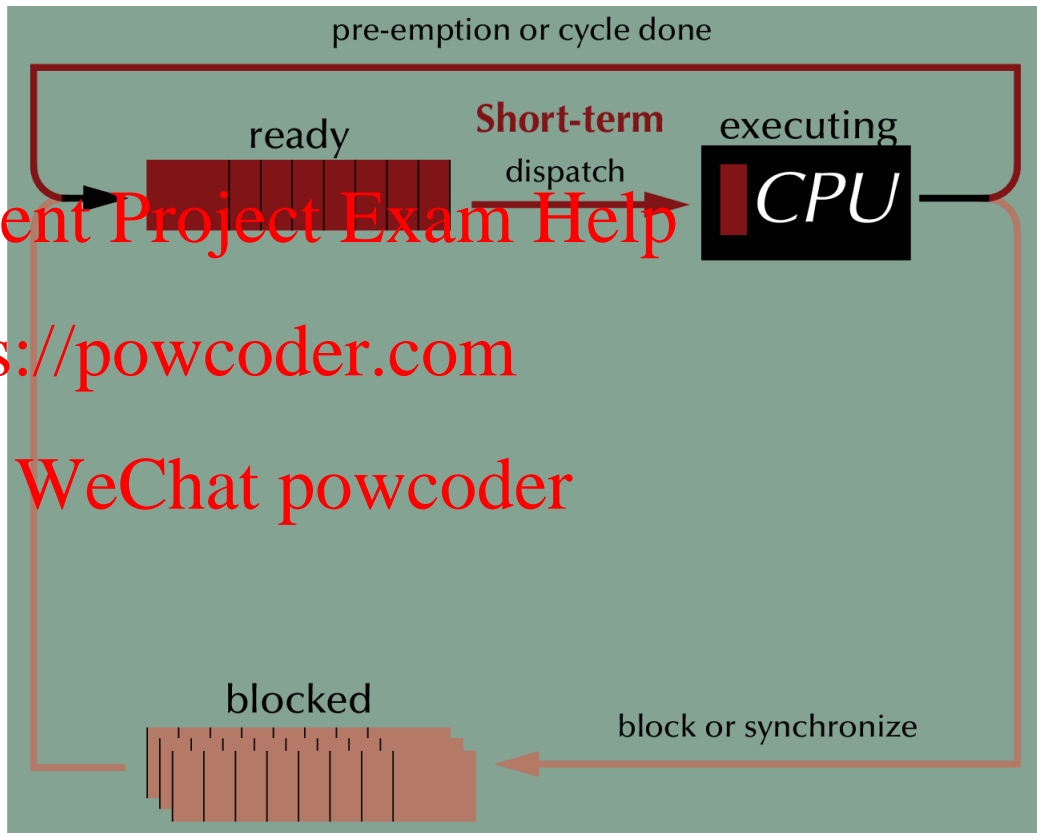 pre-emption or cycle done
Short-term
ready
executing
dispatch
CPU
ent Project Exam Help
s://powcoder.com
WeChat powcoder
blocked
block or synchronize